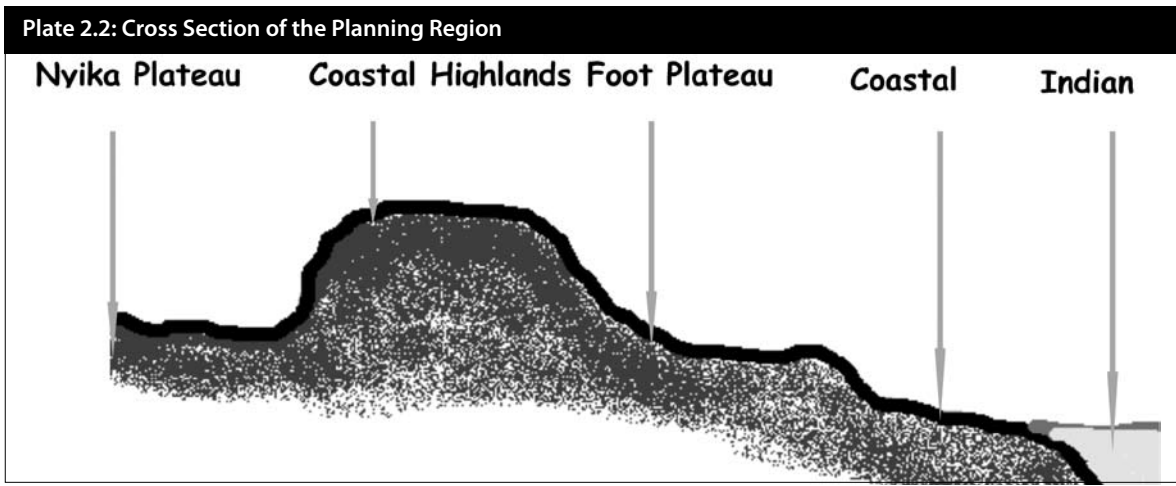 Plate 2.2: Cross Section of the Planning Region
Nyika Plateau Coastal Highlands Foot Plateau Coastal Indian